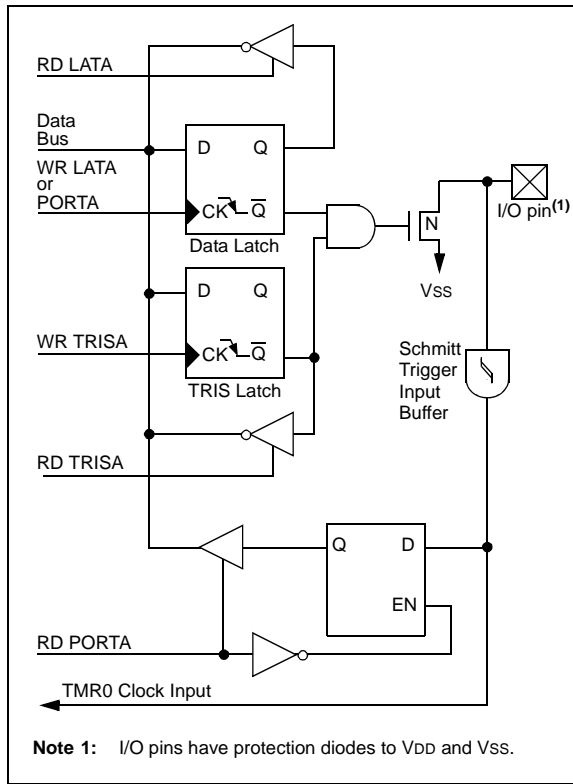 RD LATA
Data
Bus
D Q
WR LATA
or
PORTA
CK Q̅
Data Latch
N
I/O pin(1)
VSS
D Q
WR TRISA
CK Q̅
TRIS Latch
Schmitt
Trigger
Input
Buffer
RD TRISA
Q D
EN
RD PORTA
TMR0 Clock Input
Note 1: I/O pins have protection diodes to VDD and VSS.